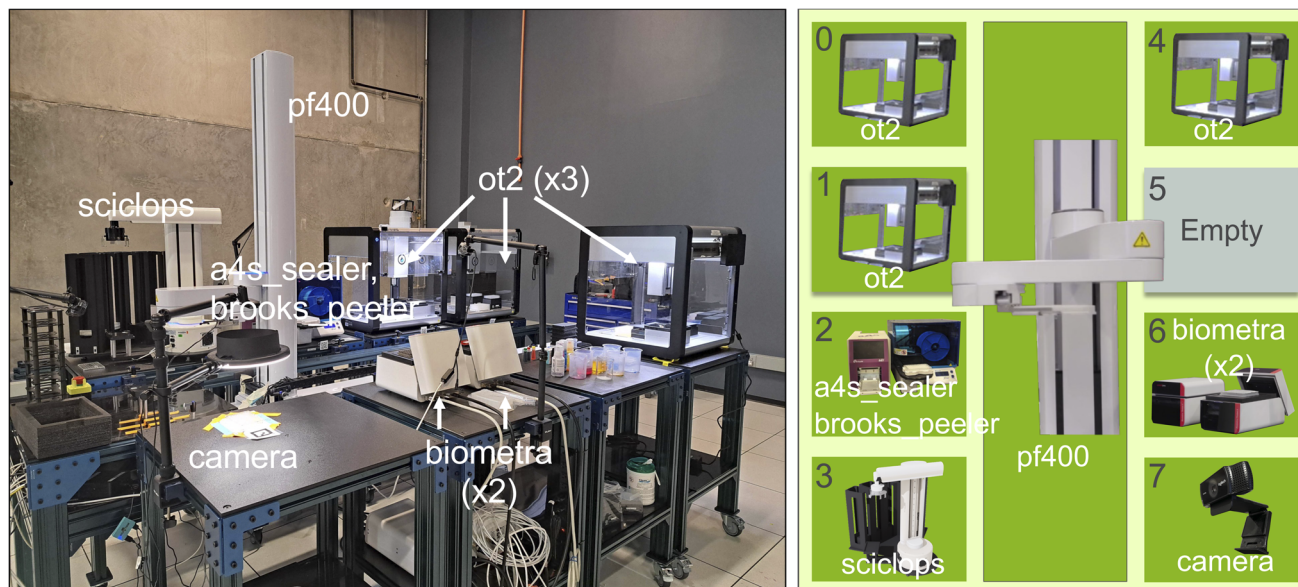 pf400
ot2 (x3)
sciclops
a4s_sealer,
brooks_peeler
camera
biometra
(x2)
0
ot2
4
ot2
1
ot2
5
Empty
2
a4s_sealer
brooks_peeler
6
biometra
(x2)
pf400
3
sciclops
7
camera